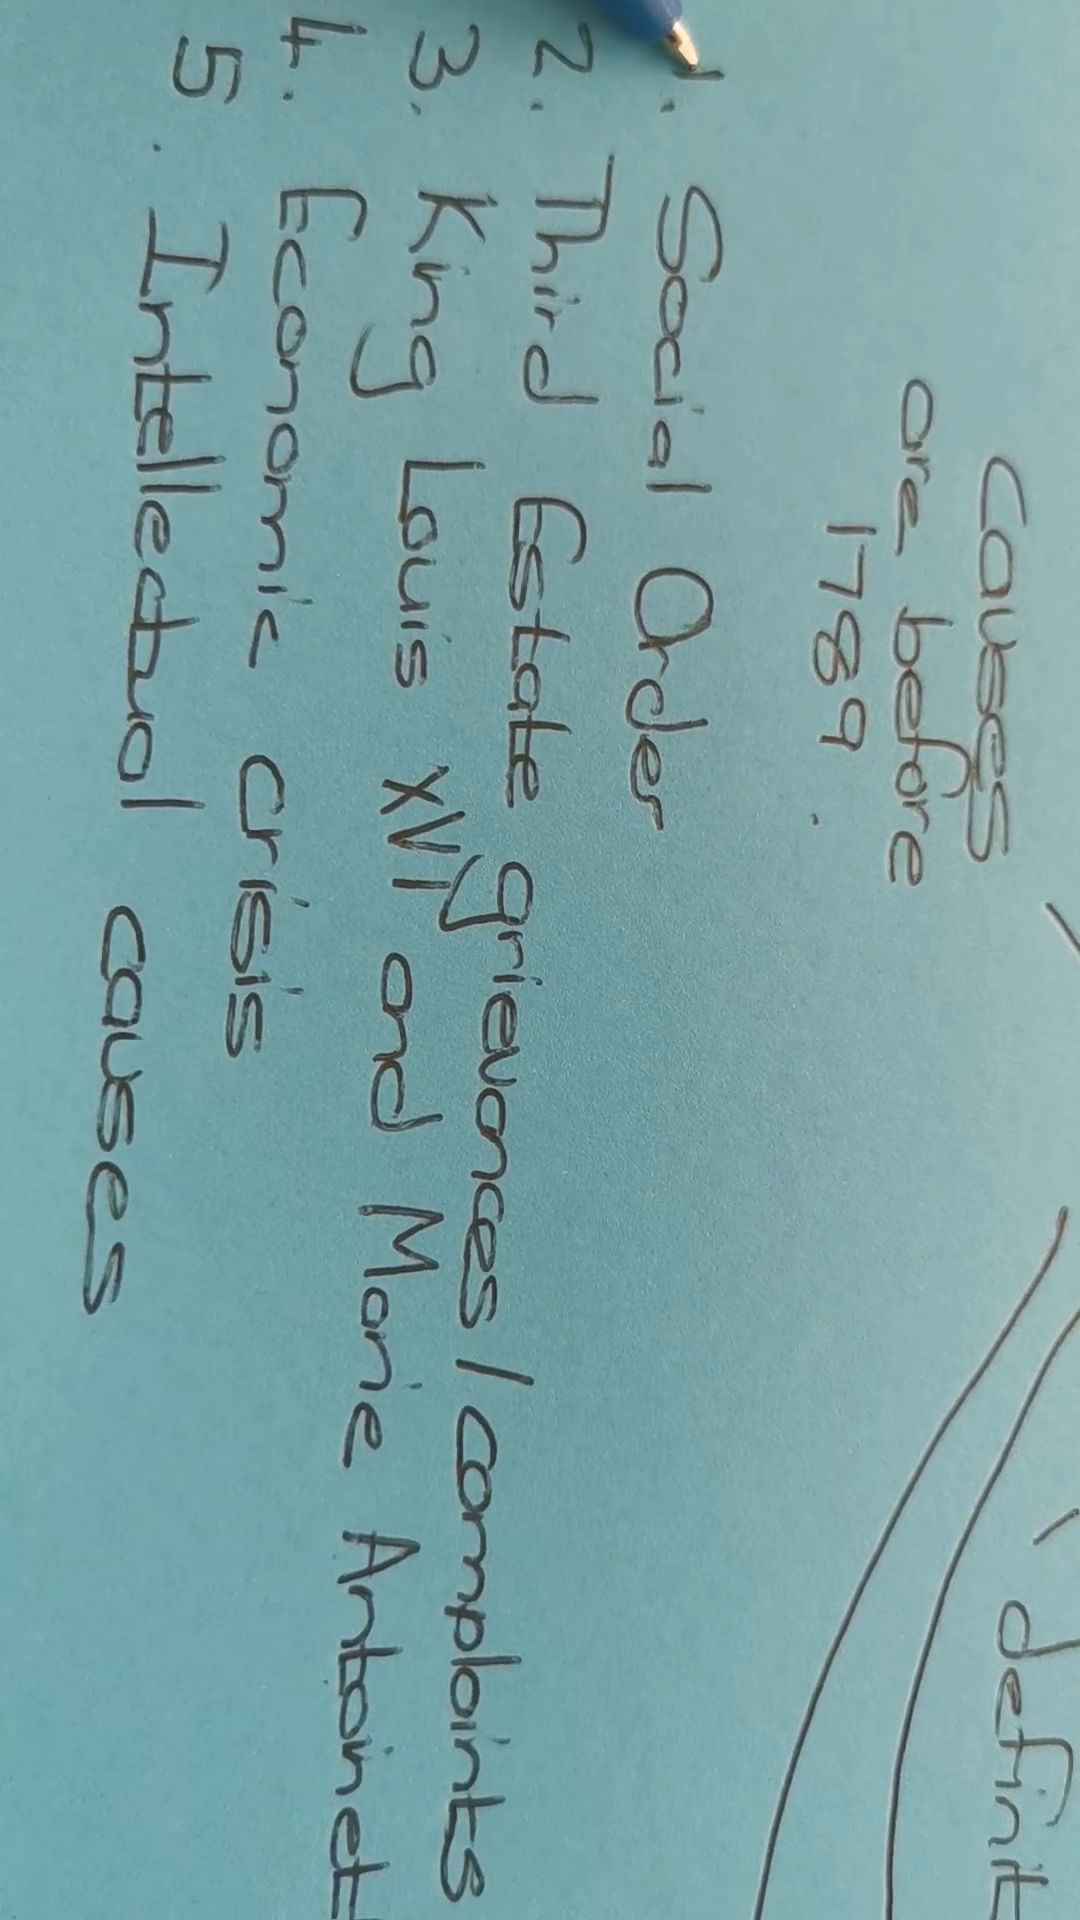 Causes
are before
1789.
definit
1. Social Order
2. Third Estate grievances/complaints
3. King Louis XVI and Marie Antoinet
4. Economic crisis
5. Intellectual causes